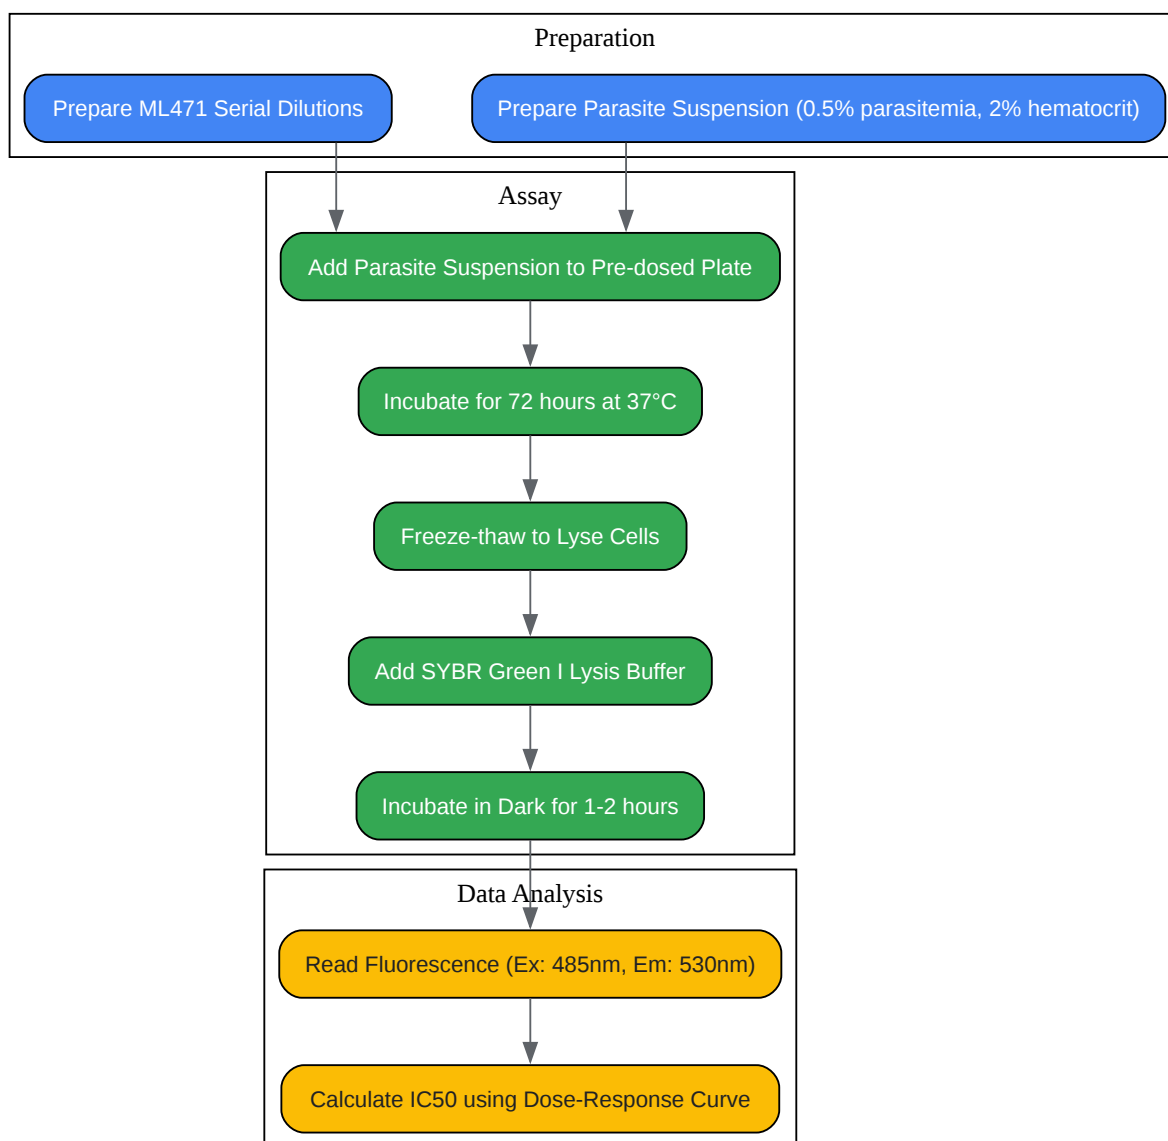 Preparation
Prepare ML471 Serial Dilutions
Prepare Parasite Suspension (0.5% parasitemia, 2% hematocrit)
Assay
Add Parasite Suspension to Pre-dosed Plate
Incubate for 72 hours at 37°C
Freeze-thaw to Lyse Cells
Add SYBR Green I Lysis Buffer
Incubate in Dark for 1-2 hours
Data Analysis
Read Fluorescence (Ex: 485nm, Em: 530nm)
Calculate IC50 using Dose-Response Curve